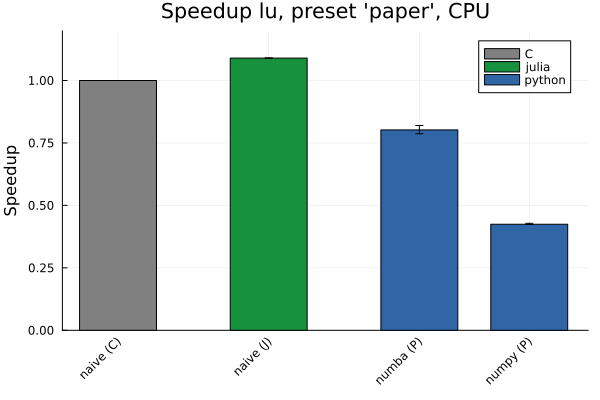 Speedup lu, preset 'paper', CPU
C
julia
python
Speedup
1.00
0.75
0.50
0.25
0.00
naive (C)
naive (J)
numba (P)
numpy (P)